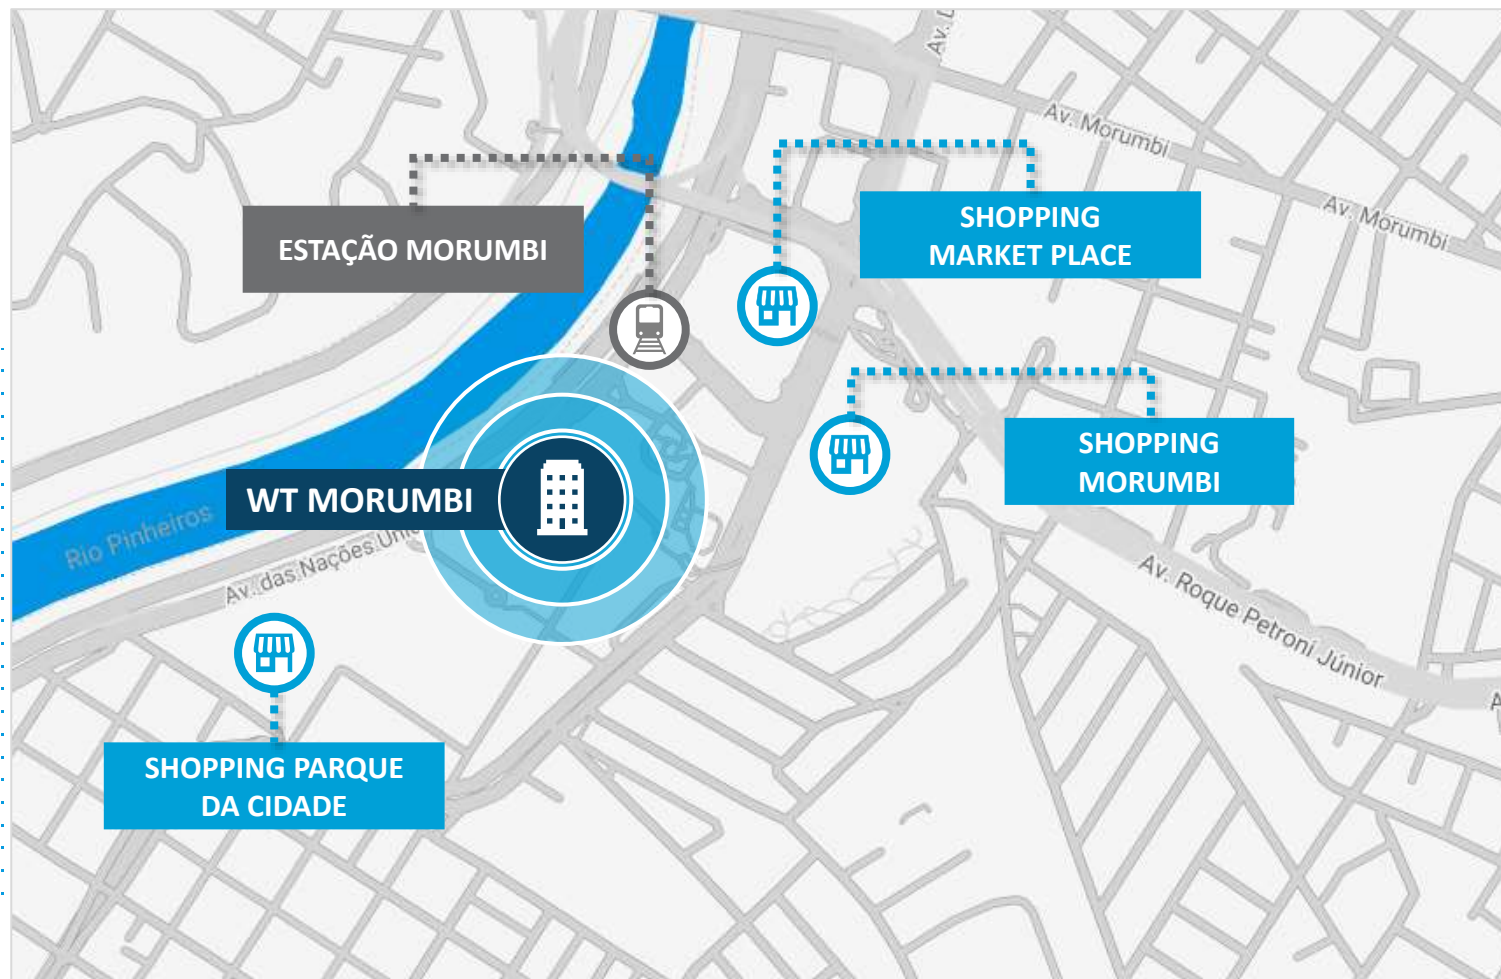 Av. Morumbi
Av. Morumbi
ESTAÇÃO MORUMBI
SHOPPING
MARKET PLACE
SHOPPING
MORUMBI
WT MORUMBI
Rio Pinheiros
Av. das Nações Uni
Av. Roque Petroni Júnior
SHOPPING PARQUE
DA CIDADE